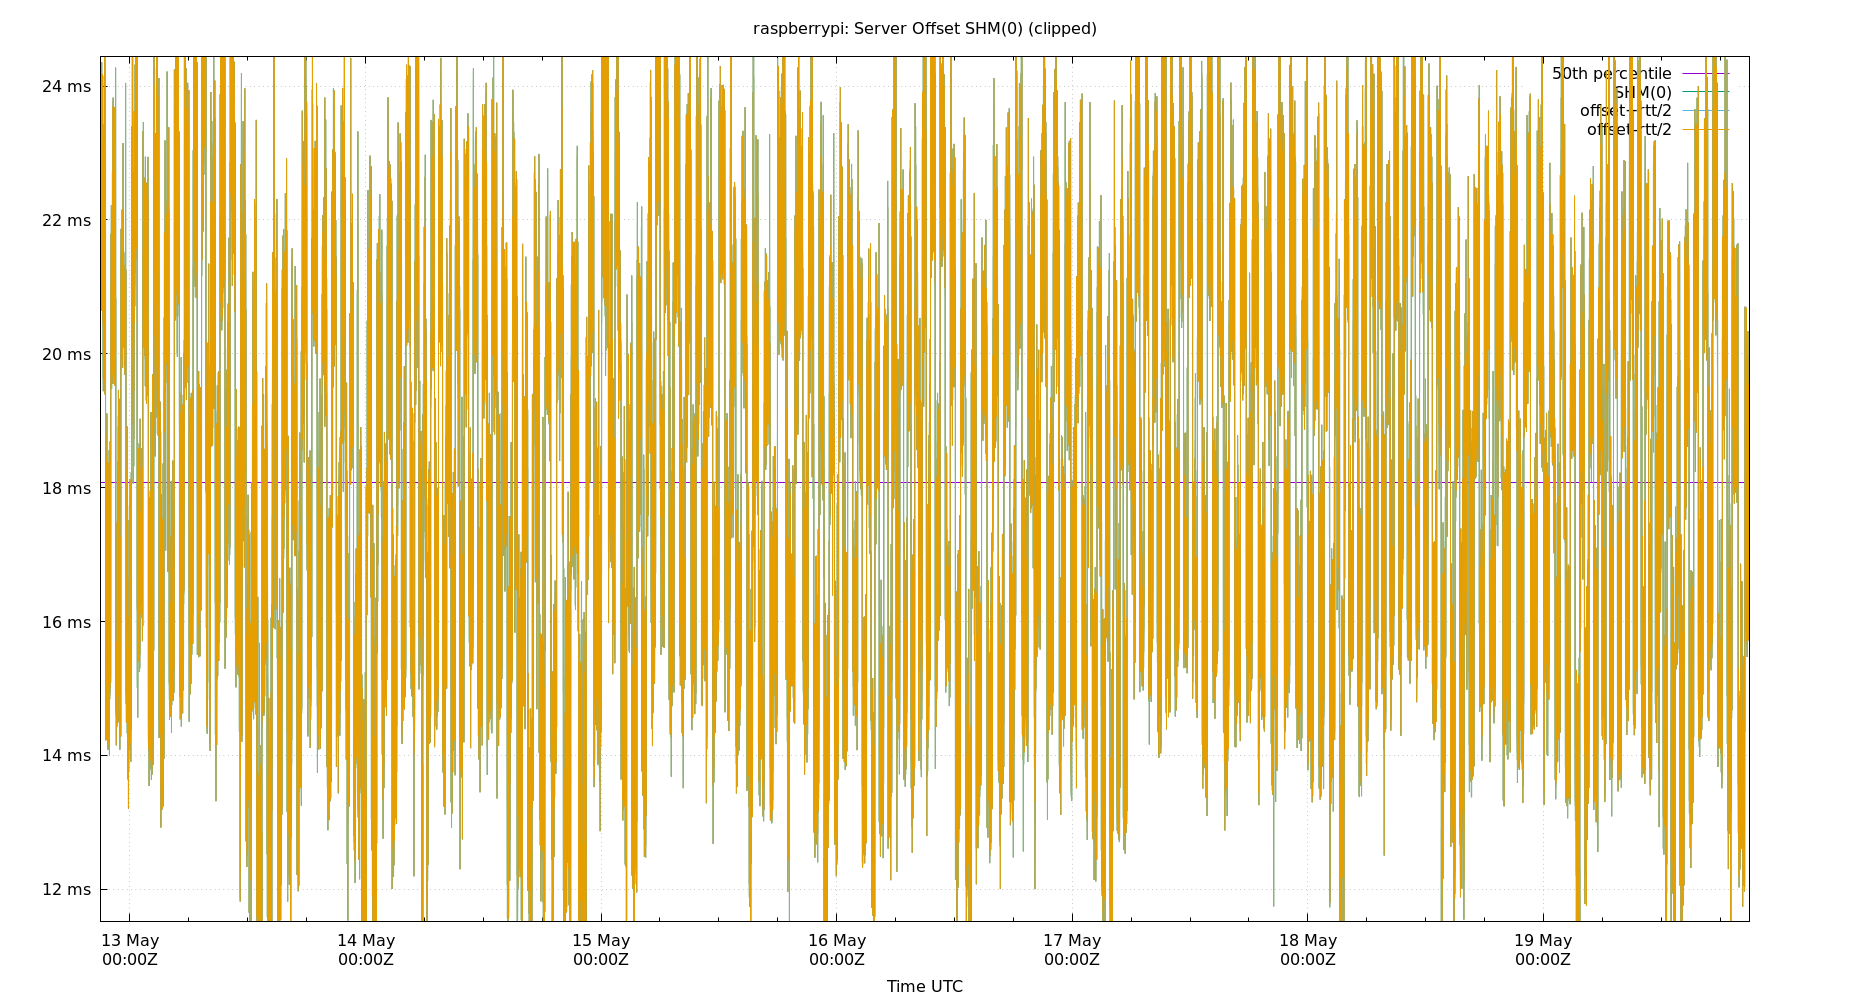 raspberrypi: Server Offset SHM(0) (clipped)
50th percentile
SHM(0)
offset+rtt/2
offset-rtt/2
24 ms
22 ms
20 ms
18 ms
16 ms
14 ms
12 ms
13 May
00:00Z
14 May
00:00Z
15 May
00:00Z
16 May
00:00Z
17 May
00:00Z
18 May
00:00Z
19 May
00:00Z
Time UTC